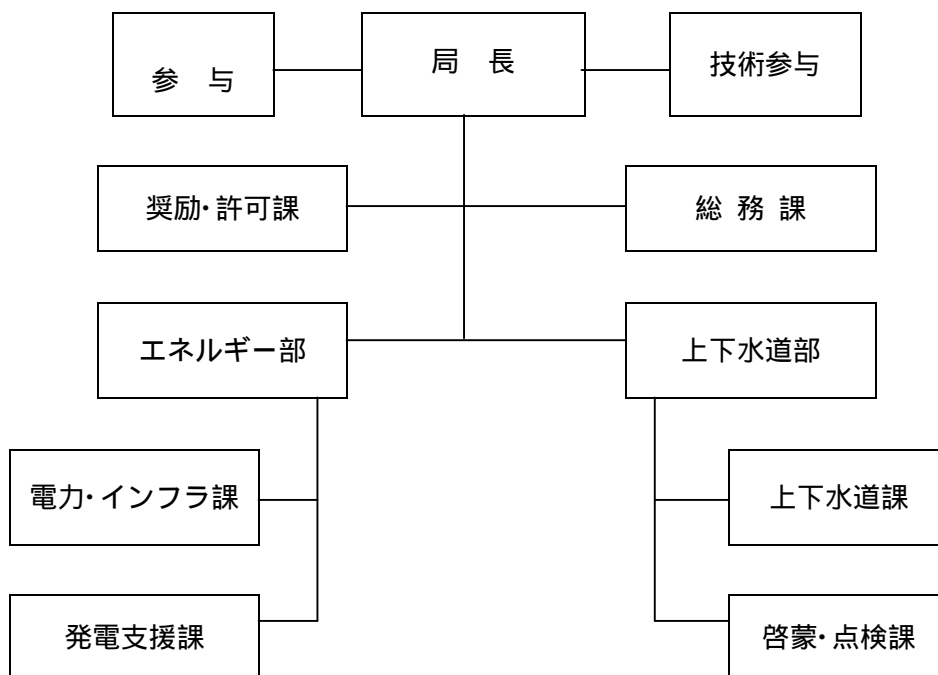 参　与
局　長
技術参与
奨励・許可課
総 務 課
エネルギー部
上下水道部
電力・インフラ課
上下水道課
発電支援課
啓蒙・点検課